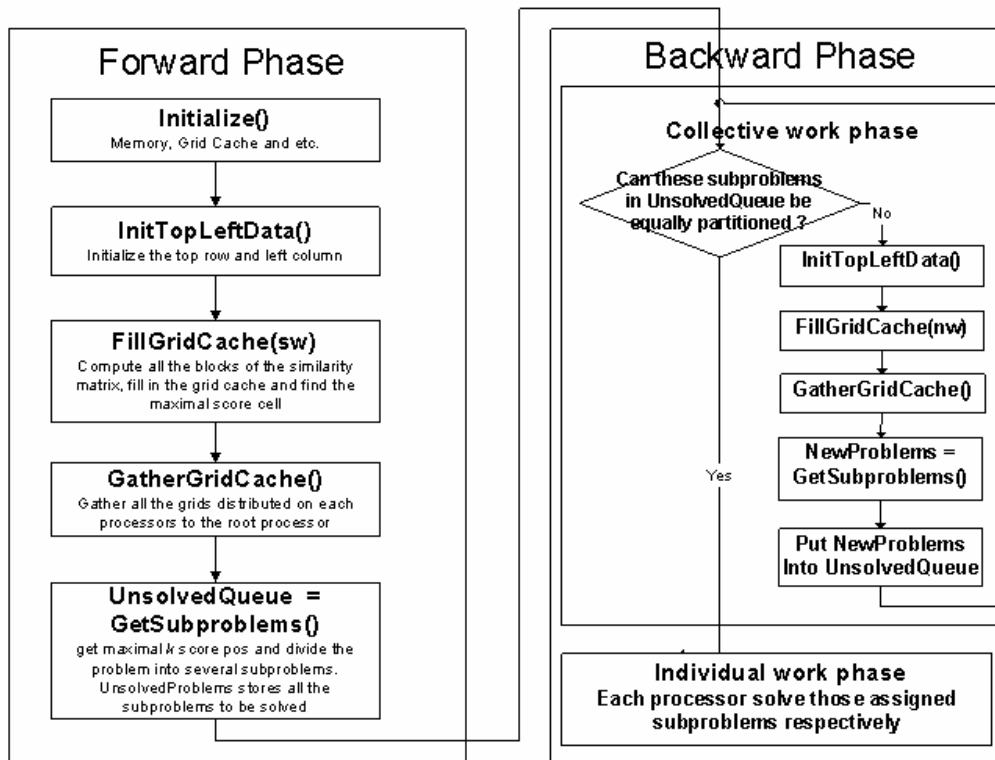 Forward Phase
Initialize()
Memory, Grid Cache and etc.
InitTopLeftData()
Initialize the top row and left column
FillGridCache(sw)
Compute all the blocks of the similarity
matrix, fill in the grid cache and find the
maximal score cell
GatherGridCache()
Gather all the grids distributed on each
processors to the root processor
UnsolvedQueue =
GetSubproblems()
get maximal k score pos and divide the
problem into several subproblems.
UnsolvedProblems stores all the
subproblems to be solved
Backward Phase
Collective work phase
Can these subproblems
in UnsolvedQueue be
equally partitioned ?
No
InitTopLeftData()
FillGridCache(nw)
GatherGridCache()
NewProblems =
GetSubproblems()
Put NewProblems
Into UnsolvedQueue
Yes
Individual work phase
Each processor solve those assigned
subproblems respectively